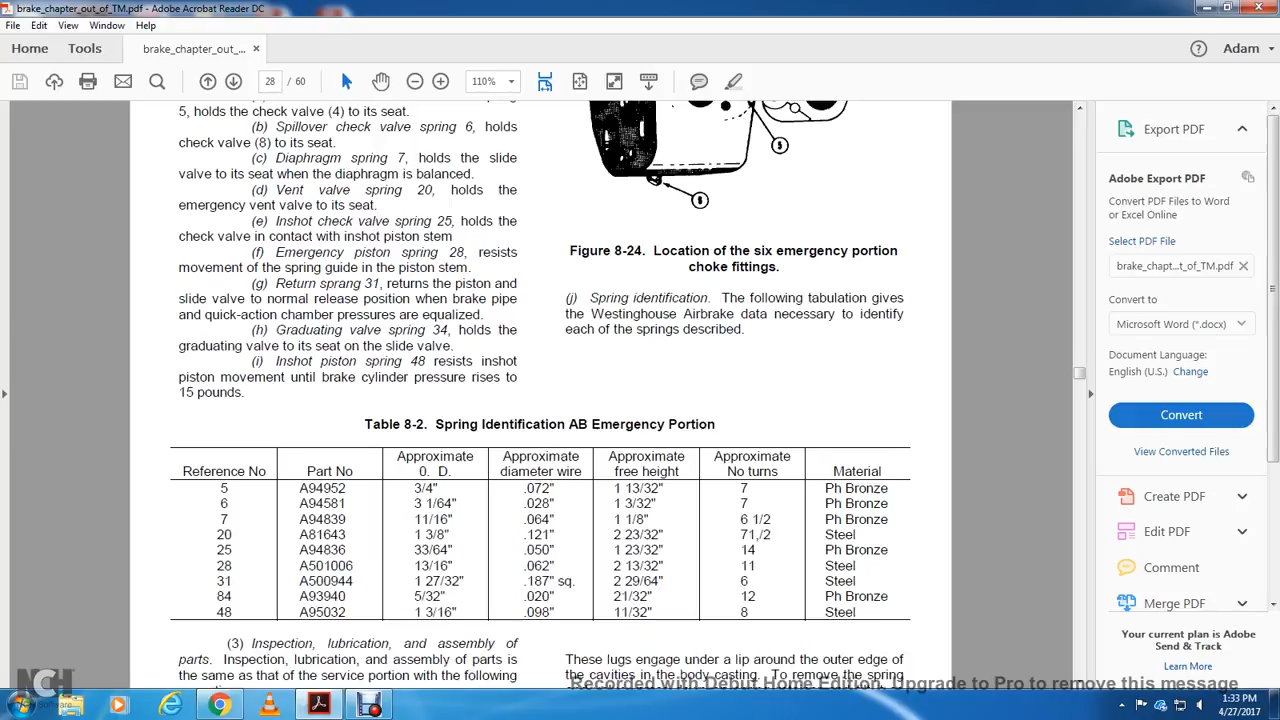 brake_chapter_out_of_TM.pdf - Adobe Acrobat Reader DC
File Edit View Window Help
Home Tools brake_chapter_out_... × Adam
28 / 60 110%
5, holds the check valve (4) to its seat.
(b) Spillover check valve spring 6, holds
check valve (8) to its seat.
(c) Diaphragm spring 7, holds the slide
valve to its seat when the diaphragm is balanced.
(d) Vent valve spring 20, holds the
emergency vent valve to its seat.
(e) Inshot check valve spring 25, holds the
check valve in contact with inshot piston stem
(f) Emergency piston spring 28, resists
movement of the spring guide in the piston stem.
(g) Return sprang 31, returns the piston and
slide valve to normal release position when brake pipe
and quick-action chamber pressures are equalized.
(h) Graduating valve spring 34, holds the
graduating valve to its seat on the slide valve.
(i) Inshot piston spring 48 resists inshot
piston movement until brake cylinder pressure rises to
15 pounds.
Figure 8-24. Location of the six emergency portion
choke fittings.
(j) Spring identification. The following tabulation gives
the Westinghouse Airbrake data necessary to identify
each of the springs described.
Table 8-2. Spring Identification AB Emergency Portion
Reference No Part No Approximate 0. D. Approximate diameter wire Approximate free height Approximate No turns Material
5 A94952 3/4" .072" 1 13/32" 7 Ph Bronze
6 A94581 3 1/64" .028" 1 3/32" 7 Ph Bronze
7 A94839 11/16" .064" 1 1/8" 6 1/2 Ph Bronze
20 A81643 1 3/8" .121" 2 23/32" 71,/2 Steel
25 A94836 33/64" .050" 1 23/32" 14 Ph Bronze
28 A501006 13/16" .062" 2 13/32" 11 Steel
31 A500944 1 27/32" .187" sq. 2 29/64" 6 Steel
84 A93940 5/32" .020" 21/32" 12 Ph Bronze
48 A95032 1 3/16" .098" 11/32" 8 Steel
(3) Inspection, lubrication, and assembly of
parts. Inspection, lubrication, and assembly of parts is
the same as that of the service portion with the following
These lugs engage under a lip around the outer edge of
the cavities in the body casting. To remove the spring
Export PDF
Adobe Export PDF
Convert PDF Files to Word
or Excel Online
Select PDF File
brake_chapt...t_of_TM.pdf ×
Convert to
Microsoft Word (*.docx)
Document Language:
English (U.S.) Change
Convert
View Converted Files
Create PDF
Edit PDF
Comment
Merge PDF
Your current plan is Adobe
Send & Track
Learn More
Recorded with Debut Home Edition. Upgrade to Pro to remove this message
NCH
Software
1:33 PM
4/27/2017